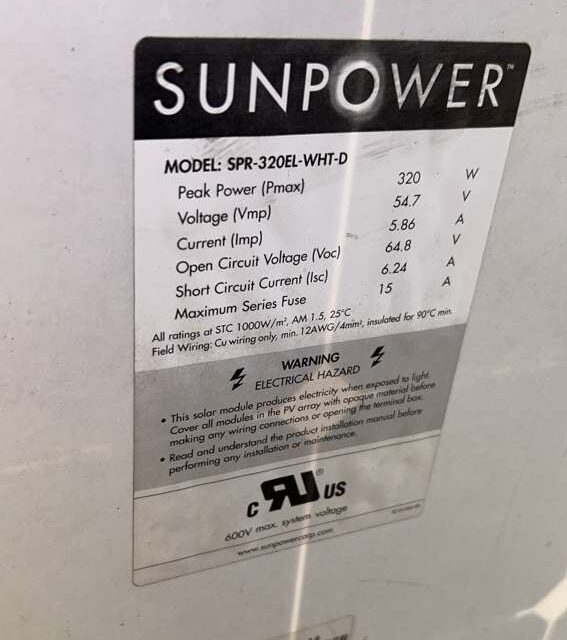 SUNPOWER™
MODEL: SPR-320EL-WHT-D
Peak Power (Pmax) 320 W
Voltage (Vmp) 54.7 V
Current (Imp) 5.86 A
Open Circuit Voltage (Voc) 64.8 V
Short Circuit Current (Isc) 6.24 A
Maximum Series Fuse 15 A
All ratings at STC 1000W/m², AM 1.5, 25°C
Field Wiring: Cu wiring only, min. 12AWG/4mm², insulated for 90°C min.
WARNING
ELECTRICAL HAZARD
• This solar module produces electricity when exposed to light.
Cover all modules in the PV array with opaque material before
making any wiring connections or opening the terminal box.
• Read and understand the product installation manual before
performing any installation or maintenance.
C RU® US
600V max. system voltage
www.sunpowercorp.com